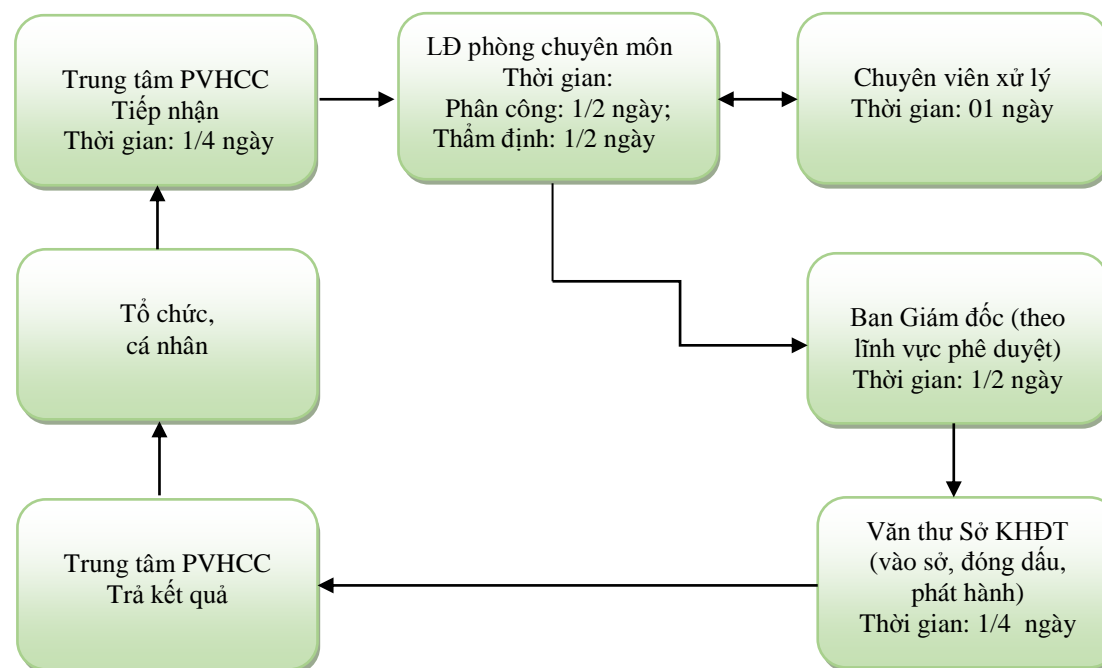 Trung tâm PVHCC
Tiếp nhận
Thời gian: 1/4 ngày
LĐ phòng chuyên môn
Thời gian:
Phân công: 1/2 ngày;
Thẩm định: 1/2 ngày
Chuyên viên xử lý
Thời gian: 01 ngày
Tổ chức,
cá nhân
Ban Giám đốc (theo
lĩnh vực phê duyệt)
Thời gian: 1/2 ngày
Trung tâm PVHCC
Trả kết quả
Văn thư Sở KHĐT
(vào sở, đóng dấu,
phát hành)
Thời gian: 1/4 ngày